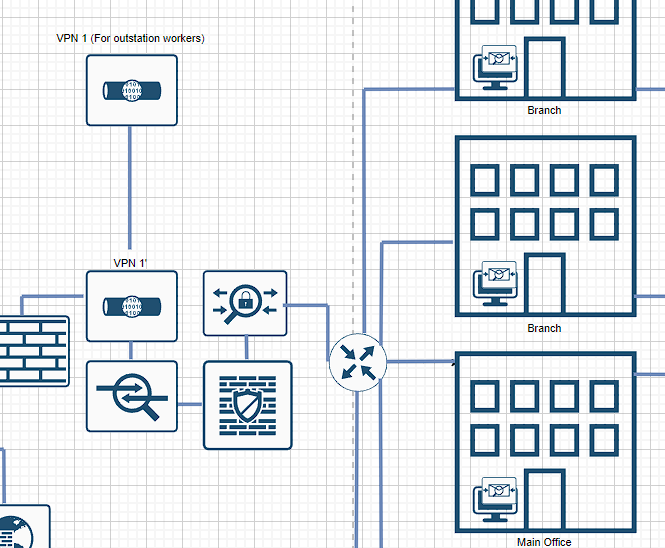 VPN 1 (For outstation workers)
Branch
VPN 1'
Branch
Main Office